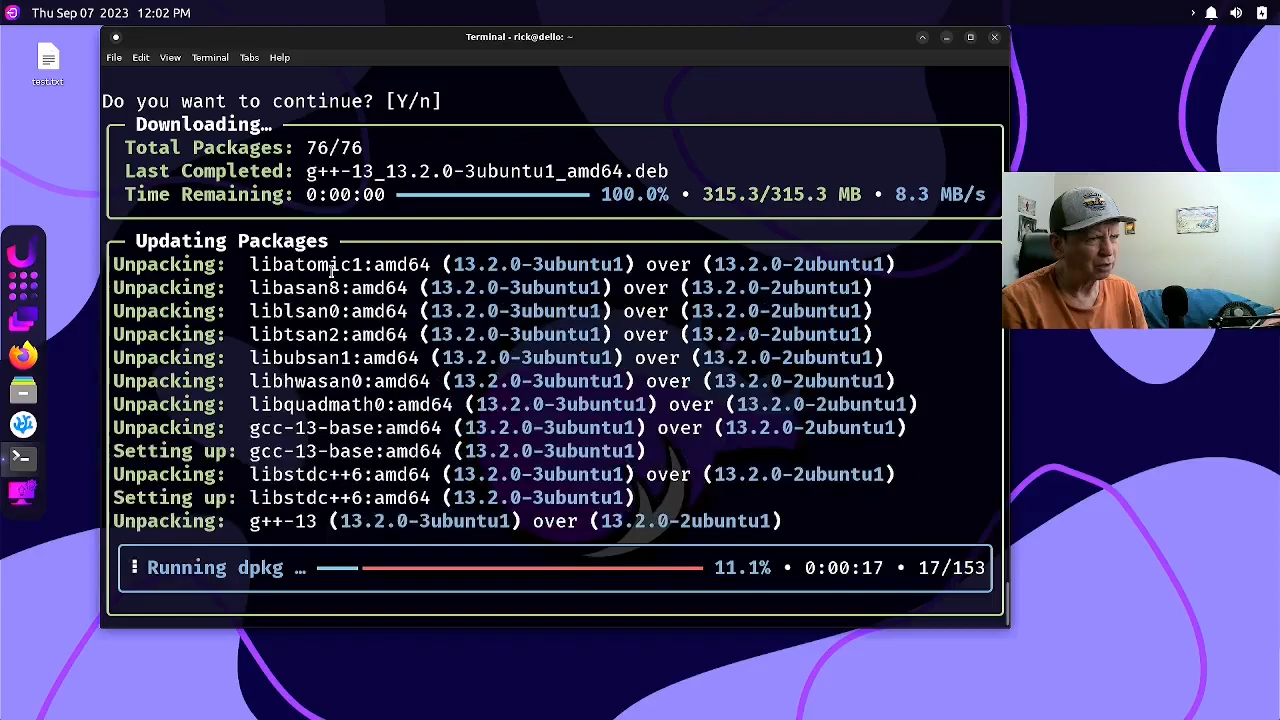 Thu Sep 07 2023 12:02 PM
test.txt
Terminal - rick@dello: ~
File Edit View Terminal Tabs Help
Do you want to continue? [Y/n]
Downloading…
Total Packages: 76/76
Last Completed: g++-13_13.2.0-3ubuntu1_amd64.deb
Time Remaining: 0:00:00 100.0% • 315.3/315.3 MB • 8.3 MB/s
Updating Packages
Unpacking: libatomic1:amd64 (13.2.0-3ubuntu1) over (13.2.0-2ubuntu1)
Unpacking: libasan8:amd64 (13.2.0-3ubuntu1) over (13.2.0-2ubuntu1)
Unpacking: liblsan0:amd64 (13.2.0-3ubuntu1) over (13.2.0-2ubuntu1)
Unpacking: libtsan2:amd64 (13.2.0-3ubuntu1) over (13.2.0-2ubuntu1)
Unpacking: libubsan1:amd64 (13.2.0-3ubuntu1) over (13.2.0-2ubuntu1)
Unpacking: libhwasan0:amd64 (13.2.0-3ubuntu1) over (13.2.0-2ubuntu1)
Unpacking: libquadmath0:amd64 (13.2.0-3ubuntu1) over (13.2.0-2ubuntu1)
Unpacking: gcc-13-base:amd64 (13.2.0-3ubuntu1) over (13.2.0-2ubuntu1)
Setting up: gcc-13-base:amd64 (13.2.0-3ubuntu1)
Unpacking: libstdc++6:amd64 (13.2.0-3ubuntu1) over (13.2.0-2ubuntu1)
Setting up: libstdc++6:amd64 (13.2.0-3ubuntu1)
Unpacking: g++-13 (13.2.0-3ubuntu1) over (13.2.0-2ubuntu1)
Running dpkg … 11.1% • 0:00:17 • 17/153